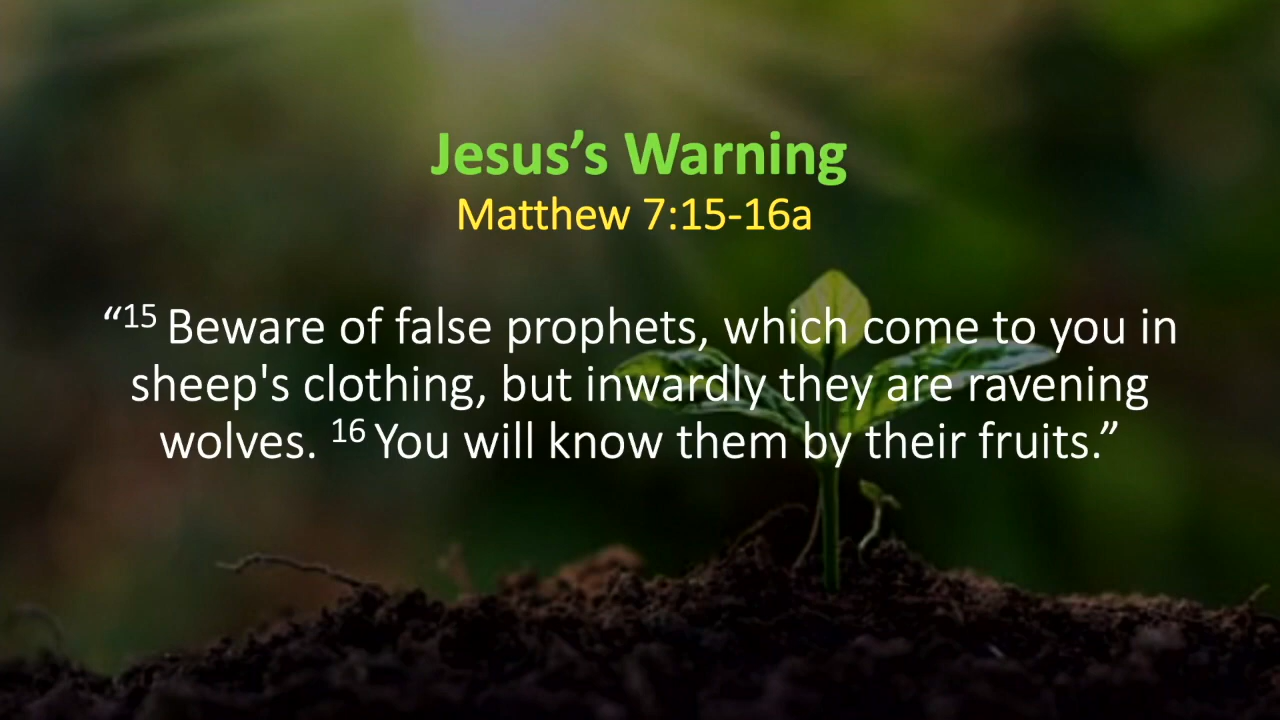 Jesus’s Warning
Matthew 7:15-16a
“15 Beware of false prophets, which come to you in
sheep's clothing, but inwardly they are ravening
wolves. 16 You will know them by their fruits.”